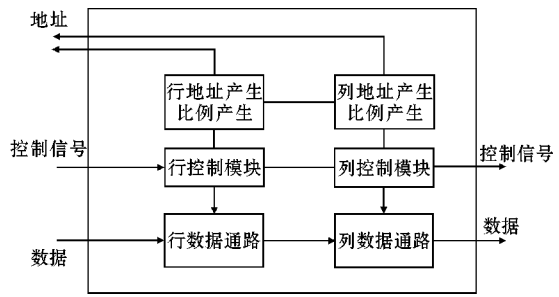 地址
行地址产生
比例产生
列地址产生
比例产生
控制信号
行控制模块
列控制模块
控制信号
数据
行数据通路
列数据通路
数据